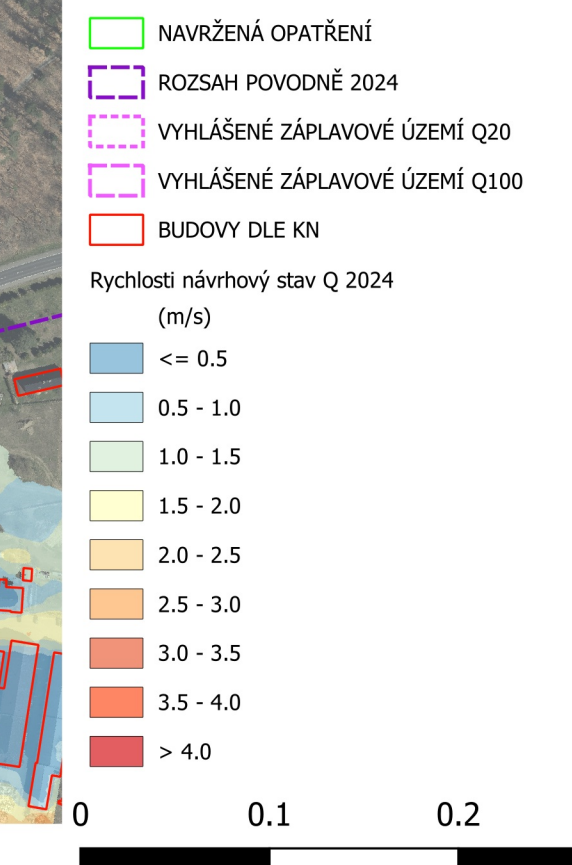 NAVRŽENÁ OPATŘENÍ
ROZSAH POVODNĚ 2024
VYHLÁŠENÉ ZÁPLAVOVÉ ÚZEMÍ Q20
VYHLÁŠENÉ ZÁPLAVOVÉ ÚZEMÍ Q100
BUDOVY DLE KN
Rychlosti návrhový stav Q 2024
(m/s)
<= 0.5
0.5 - 1.0
1.0 - 1.5
1.5 - 2.0
2.0 - 2.5
2.5 - 3.0
3.0 - 3.5
3.5 - 4.0
> 4.0
0 0.1 0.2